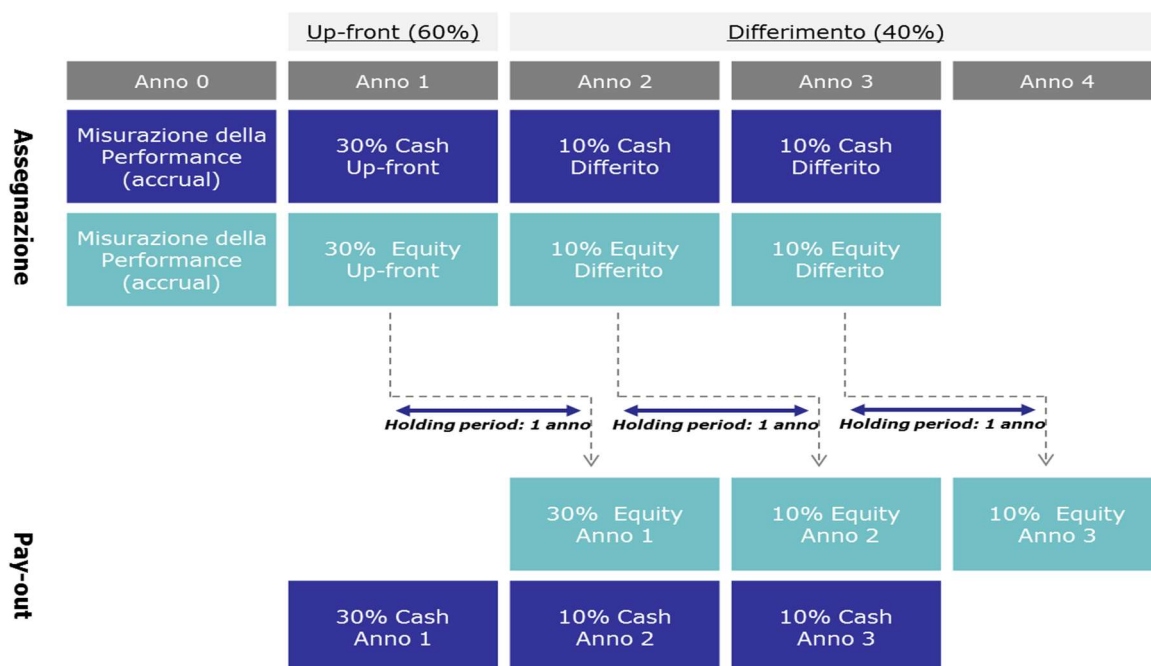 Up-front (60%)
Differimento (40%)
Anno 0
Anno 1
Anno 2
Anno 3
Anno 4
Assegnazione
Misurazione della
Performance
(accrual)
30% Cash
Up-front
10% Cash
Differito
10% Cash
Differito
Misurazione della
Performance
(accrual)
30% Equity
Up-front
10% Equity
Differito
10% Equity
Differito
Holding period: 1 anno
Holding period: 1 anno
Holding period: 1 anno
Pay-out
30% Equity
Anno 1
10% Equity
Anno 2
10% Equity
Anno 3
30% Cash
Anno 1
10% Cash
Anno 2
10% Cash
Anno 3